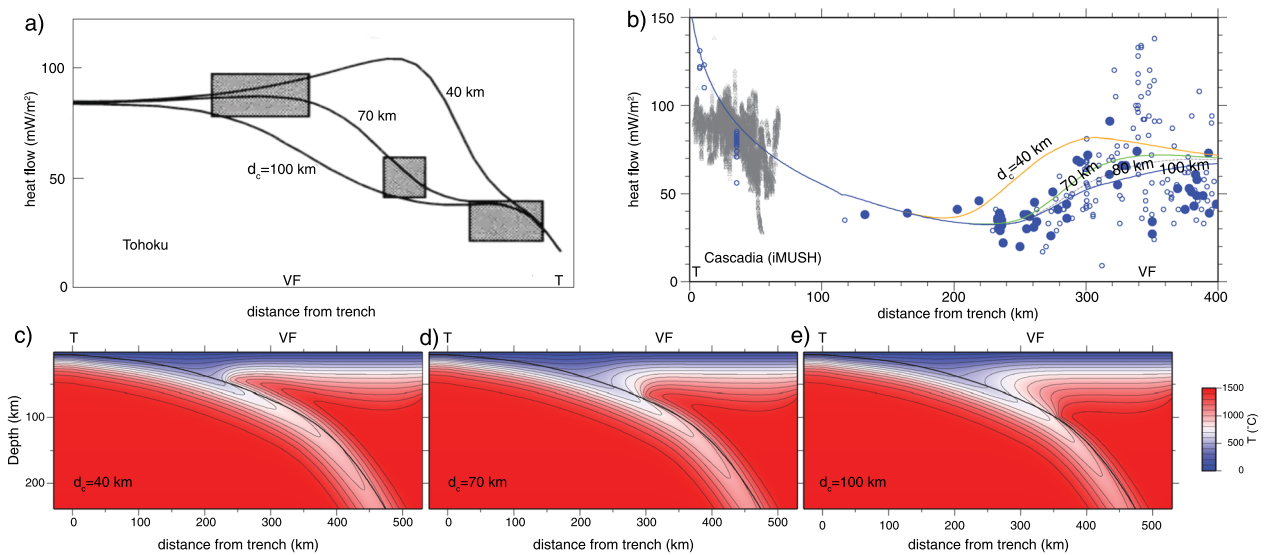 a)
heat flow (mW/m²)
100
50
0
40 km
70 km
d_c=100 km
Tohoku
VF
T
distance from trench
b)
heat flow (mW/m²)
150
100
50
0
d_c=40 km
70 km
80 km
100 km
Cascadia (iMUSH)
T
VF
0
100
200
300
400
distance from trench (km)
c)
T
VF
Depth (km)
100
200
d_c=40 km
0
100
200
300
400
500
distance from trench (km)
d)
T
VF
d_c=70 km
0
100
200
300
400
500
distance from trench (km)
e)
T
VF
d_c=100 km
0
100
200
300
400
500
distance from trench (km)
1500
1000
500
0
T (°C)